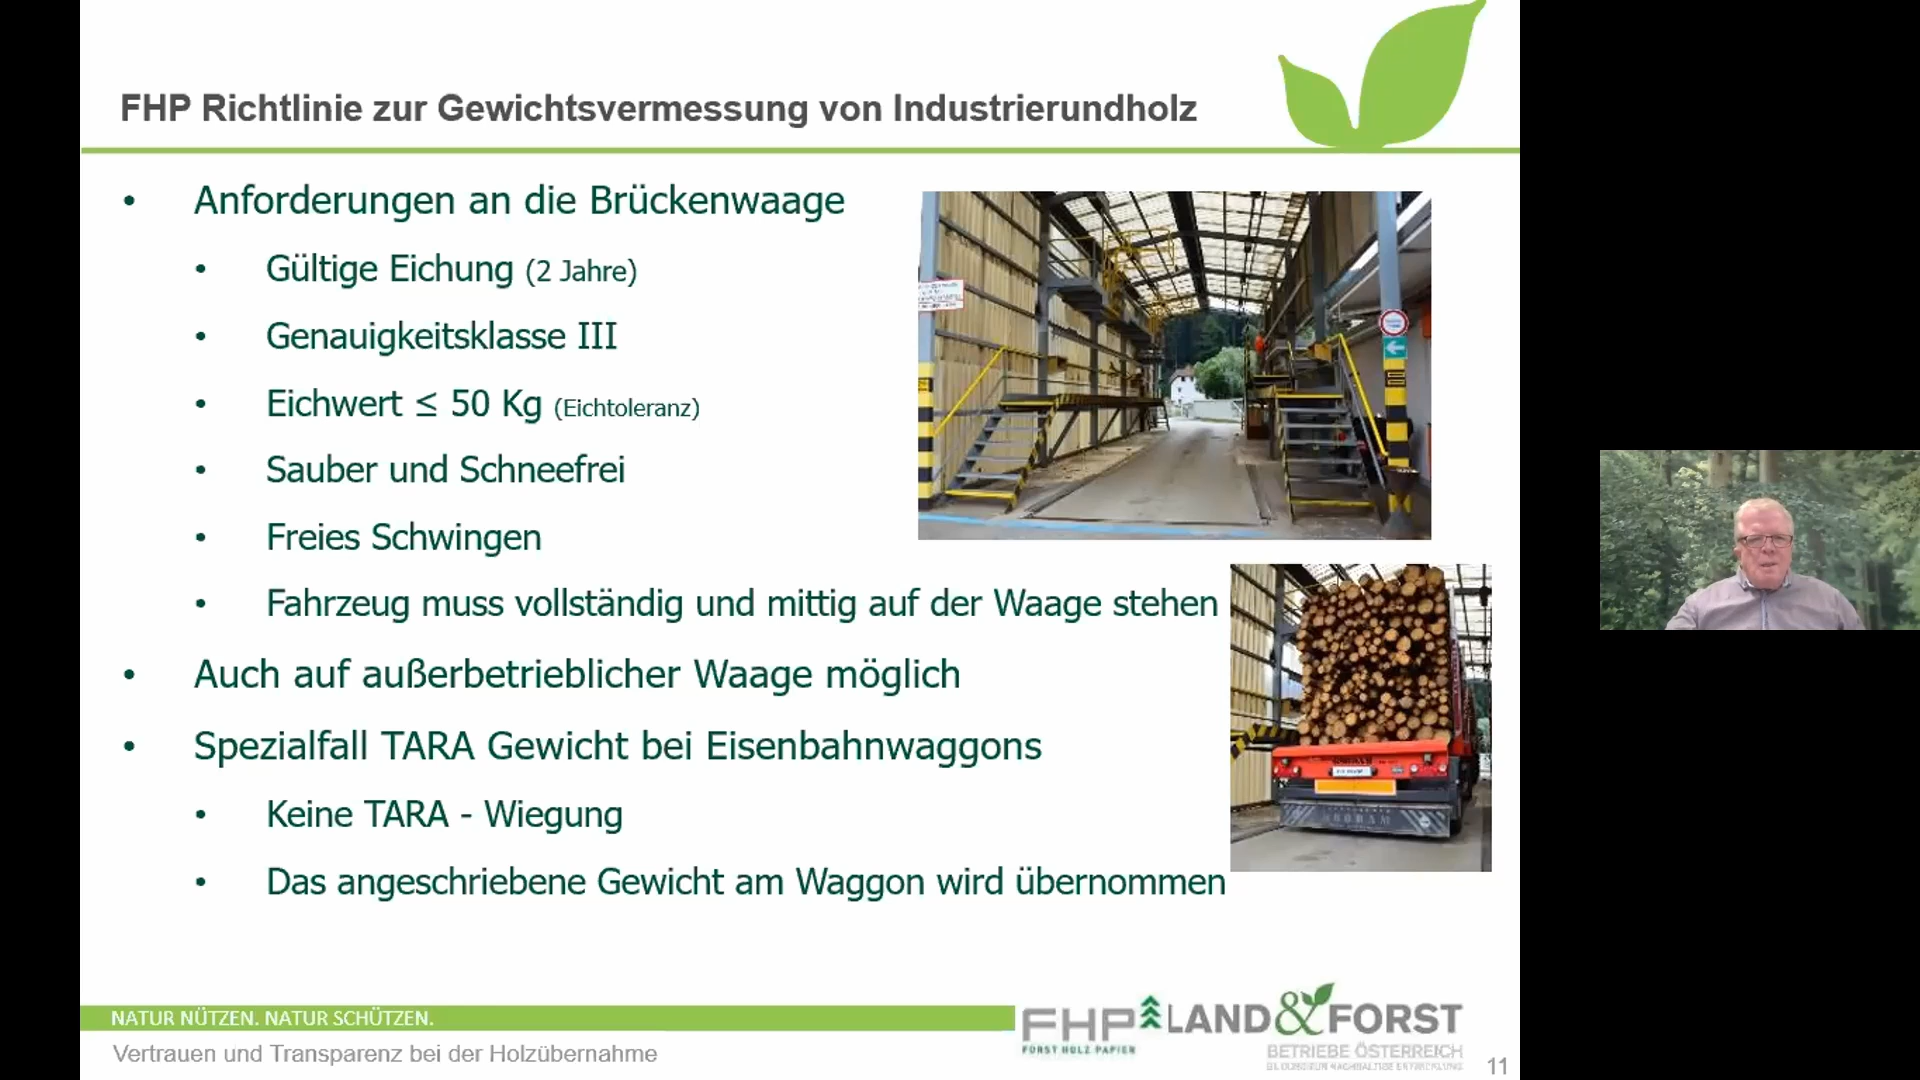 FHP Richtlinie zur Gewichtsvermessung von Industrierundholz
• Anforderungen an die Brückenwaage
• Gültige Eichung (2 Jahre)
• Genauigkeitsklasse III
• Eichwert ≤ 50 Kg (Eichtoleranz)
• Sauber und Schneefrei
• Freies Schwingen
• Fahrzeug muss vollständig und mittig auf der Waage stehen
• Auch auf außerbetrieblicher Waage möglich
• Spezialfall TARA Gewicht bei Eisenbahnwaggons
• Keine TARA - Wiegung
• Das angeschriebene Gewicht am Waggon wird übernommen
NATUR NÜTZEN. NATUR SCHÜTZEN.
Vertrauen und Transparenz bei der Holzübernahme
FHP
FORST HOLZ PAPIER
LAND&FORST
BETRIEBE ÖSTERREICH
11